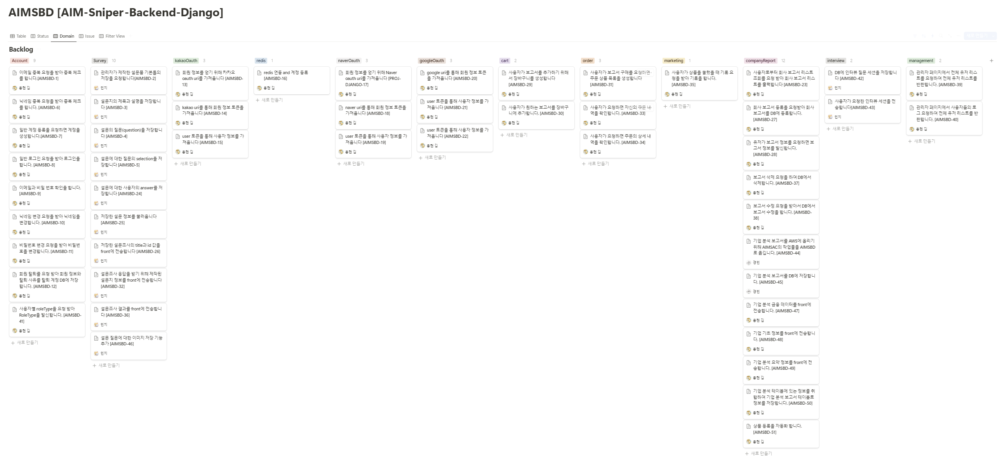 AIMSBD [AIM-Sniper-Backend-Django]
Table
Status
Domain
Issue
Filter View
새로 만들기
Backlog
Account 9
이메일 중복 요청을 받아 중복 체크
를 합니다.[AIMSBD-1]
용현 김
닉네임 중복 요청을 받아 중복 체크
를 합니다. [AIMSBD-6]
용현 김
일반 계정 등록을 요청하면 계정을
생성합니다.[AIMSBD-7]
용현 김
일반 로그인 요청을 받아 로그인을
합니다. [AIMSBD-8]
용현 김
이메일과 비밀 번호 확인을 합니다.
[AIMSBD-9]
용현 김
닉네임 변경 요청을 받아 닉네임을
변경합니다. [AIMSBD-10]
용현 김
비밀번호 변경 요청을 받아 비밀번
호을 변경합니다. [AIMSBD-11]
용현 김
회원 탈퇴를 요청 받아 회원 정보와
탈퇴 사유를 탈퇴 계정 DB에 저장
합니다. [AIMSBD-12]
용현 김
사용자별 roleType을 요청 받아
RoleType을 발신합니다. [AIMSBD-
41]
용현 김
새로 만들기
Survey 10
관리자가 제작한 설문폼 기본틀의
저장을 요청합니다[AIMSBD-2]
민지
설문지의 제목과 설명을 저장합니
다 [AIMSBD-3]
민지
설문의 질문(question)을 저장합니
다 [AIMSBD-4]
민지
설문에 대한 질문의 selection을 저
장합니다 [AIMSBD-5]
민지
설문에 대한 사용자의 answer를 저
장합니다 [AIMSBD-24]
민지
저장한 설문 정보를 불러옵니다
[AIMSBD-25]
민지
저장한 설문조사의 title과 id 값을
front에 전송합니다 [AIMSBD-26]
민지
설문조사 응답을 받기 위해 제작된
설문지 정보를 front에 전송합니다
[AIMSBD-32]
민지
설문조사 결과를 front에 전송합니
다 [AIMSBD-36]
민지
설문 질문에 대한 이미지 저장 기능
추가 [AIMSBD-46]
민지
새로 만들기
kakaoOauth 3
회원 정보를 얻기 위해 카카오
oauth uri를 가져옵니다 [AIMSBD-
13]
용현 김
kakao uri를 통해 회원 정보 토큰을
가져옵니다 [AIMSBD-14]
용현 김
user 토큰을 통해 사용자 정보를 가
져옵니다 [AIMSBD-15]
용현 김
새로 만들기
redis 1
redis 연동 and 계정 등록
[AIMSBD-16]
용현 김
새로 만들기
naverOauth 3
회원 정보를 얻기 위해 Naver
oauth uri를 가져옵니다 [PROJ-
DJANGO-17]
용현 김
naver uri를 통해 회원 정보 토큰을
가져옵니다 [AIMSBD-18]
용현 김
user 토큰을 통해 사용자 정보를 가
져옵니다 [AIMSBD-19]
용현 김
새로 만들기
googleOauth 3
google uri를 통해 회원 정보 토큰
을 가져옵니다 [AIMSBD-20]
용현 김
user 토큰을 통해 사용자 정보를 가
져옵니다 [AIMSBD-21]
용현 김
user 토큰을 통해 사용자 정보를 가
져옵니다 [AIMSBD-22]
용현 김
새로 만들기
cart 2
사용자가 보고서를 추가하기 위해
서 장바구니를 생성합니다
[AIMSBD-29]
용현 김
사용자가 원하는 보고서를 장바구
니에 추가합니다. [AIMSBD-30]
용현 김
새로 만들기
order 3
사용자가 보고서 구매를 요청하면
주문 상품 목록을 생성합니다
[AIMSBD-31]
용현 김
사용자가 요청하면 자신의 주문 내
역을 확인합니다. [AIMSBD-33]
용현 김
사용자가 요청하면 주문의 상세 내
역을 확인합니다. [AIMSBD-34]
용현 김
새로 만들기
marketing 1
사용자가 상품을 눌렀을 때 기록 요
청을 받아 기록을 합니다.
[AIMSBD-35]
용현 김
새로 만들기
companyReport 12
사용자로부터 회사 보고서 리스트
조회를 요청 받아 회사 보고서 리스
트를 출력합니다 [AIMSBD-23]
용현 김
회사 보고서 등록을 요청받아 회사
보고서를 DB에 등록합니다.
[AIMSBD-27]
용현 김
유저가 보고서 정보를 요청하면 보
고서 정보를 발신합니다.
[AIMSBD-28]
용현 김
보고서 삭제 요청을 하여 DB에서
삭제합니다. [AIMSBD-37]
용현 김
보고서 수정 요청을 받아서 DB에서
보고서 수정을 합니다. [AIMSBD-
38]
용현 김
기업 분석 보고서를 AWS에 올리기
위해 AIMSAC의 작업물을 AIMSBD
로 옮깁니다. [AIMSBD-44]
경민
기업 분석 보고서를 DB에 저장합니
다. [AIMSBD-45]
경민
기업 분석 금융 데이터를 front에
전송합니다. [AIMSBD-47]
용현 김
기업 기초 정보를 front에 전송합니
다. [AIMSBD-48]
용현 김
기업 분석 요약 정보를 front에 전
송합니다. [AIMSBD-49]
용현 김
기업 분석 테이블에 있는 정보를 취
합하여 기업 분석 보고서 테이블로
정보를 저장합니다. [AIMSBD-50]
용현 김
상품 등록을 자동화 합니다.
[AIMSBD-51]
용현 김
새로 만들기
interview 2
DB에 인터뷰 질문 세션을 저장합니
다 [AIMSBD-42]
민지
사용자가 요청한 인터뷰 세션을 전
송합니다[AIMSBD-43]
민지
새로 만들기
management 2
관리자 페이지에서 전체 유저 리스
트를 요청하여 전체 유저 리스트를
반환합니다. [AIMSBD-39]
용현 김
관리자 페이지에서 사용자들의 로
그 요청하여 전체 유저 리스트를 반
환합니다. [AIMSBD-40]
용현 김
새로 만들기